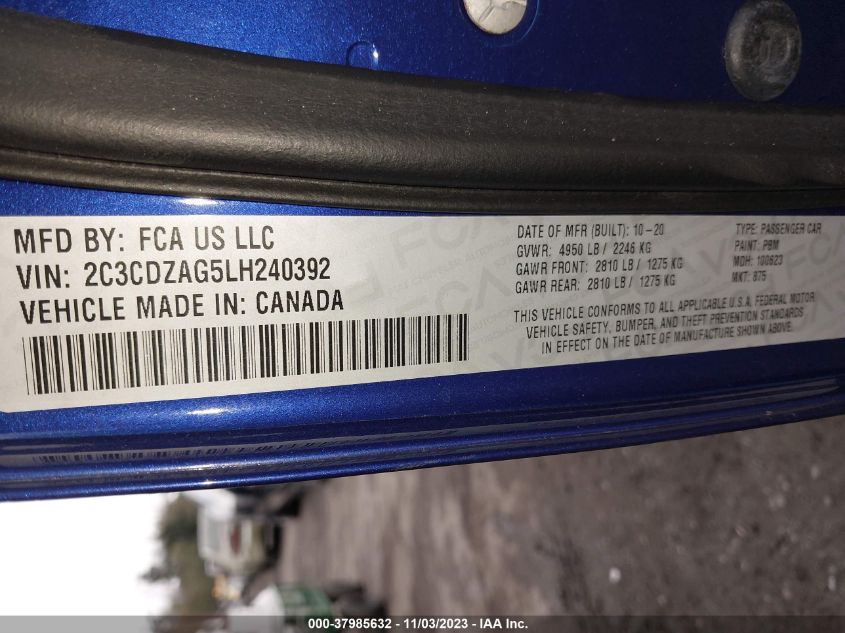 MFD BY: FCA US LLC
VIN: 2C3CDZAG5LH240392
VEHICLE MADE IN: CANADA
DATE OF MFR (BUILT): 10-20
GVWR: 4950 LB / 2246 KG
GAWR FRONT: 2810 LB / 1275 KG
GAWR REAR: 2810 LB / 1275 KG
TYPE: PASSENGER CAR
PAINT: PBM
MDH: 100623
MKT: 875
THIS VEHICLE CONFORMS TO ALL APPLICABLE U.S.A. FEDERAL MOTOR
VEHICLE SAFETY, BUMPER, AND THEFT PREVENTION STANDARDS
IN EFFECT ON THE DATE OF MANUFACTURE SHOWN ABOVE.
000-37985632 - 11/03/2023 - IAA Inc.